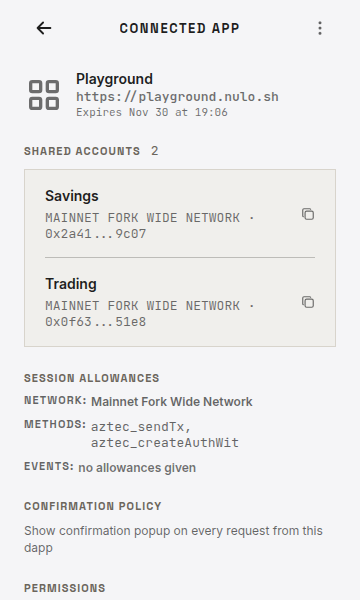 CONNECTED APP
Playground
https://playground.nulo.sh
Expires Nov 30 at 19:06
SHARED ACCOUNTS 2
Savings
MAINNET FORK WIDE NETWORK ·
0x2a41...9c07
Trading
MAINNET FORK WIDE NETWORK ·
0x0f63...51e8
SESSION ALLOWANCES
NETWORK: Mainnet Fork Wide Network
METHODS: aztec_sendTx,
aztec_createAuthWit
EVENTS: no allowances given
CONFIRMATION POLICY
Show confirmation popup on every request from this
dapp
PERMISSIONS